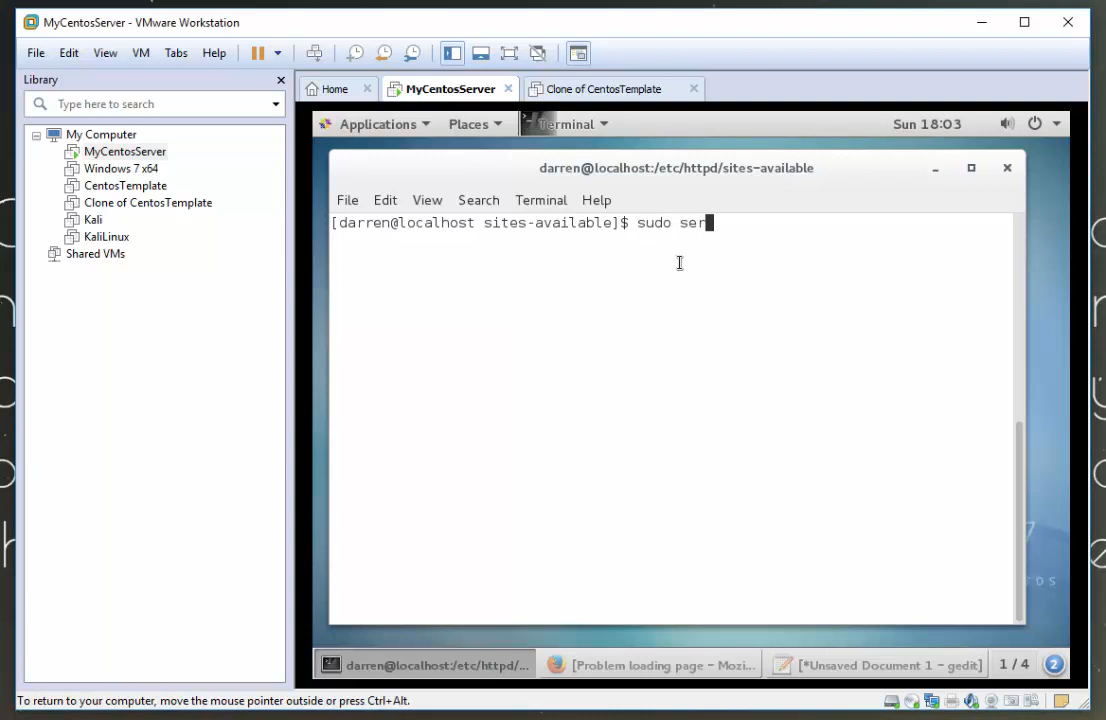 MyCentosServer - VMware Workstation
File Edit View VM Tabs Help
Library
Type here to search
My Computer
MyCentosServer
Windows 7 x64
CentosTemplate
Clone of CentosTemplate
Kali
KaliLinux
Shared VMs
Home MyCentosServer Clone of CentosTemplate
Applications Places Terminal Sun 18:03
darren@localhost:/etc/httpd/sites-available
File Edit View Search Terminal Help
[darren@localhost sites-available]$ sudo ser
darren@localhost:/etc/httpd/... [Problem loading page - Mozi... [*Unsaved Document 1 - gedit] 1 / 4 2
To return to your computer, move the mouse pointer outside or press Ctrl+Alt.